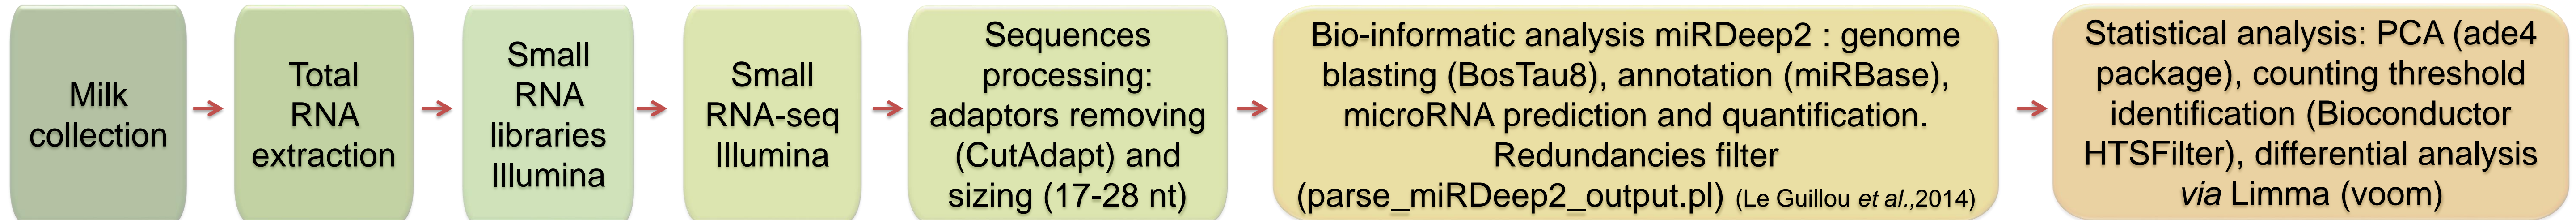 Milk
collection
Total
RNA
extraction
Small
RNA
libraries
Illumina
Small
RNA-seq
Illumina
Sequences
processing:
adaptors removing
(CutAdapt) and
sizing (17-28 nt)
Bio-informatic analysis miRDeep2 : genome
blasting (BosTau8), annotation (miRBase),
microRNA prediction and quantification.
Redundancies filter
(parse_miRDeep2_output.pl) (Le Guillou et al.,2014)
Statistical analysis: PCA (ade4
package), counting threshold
identification (Bioconductor
HTSFilter), differential analysis
via Limma (voom)